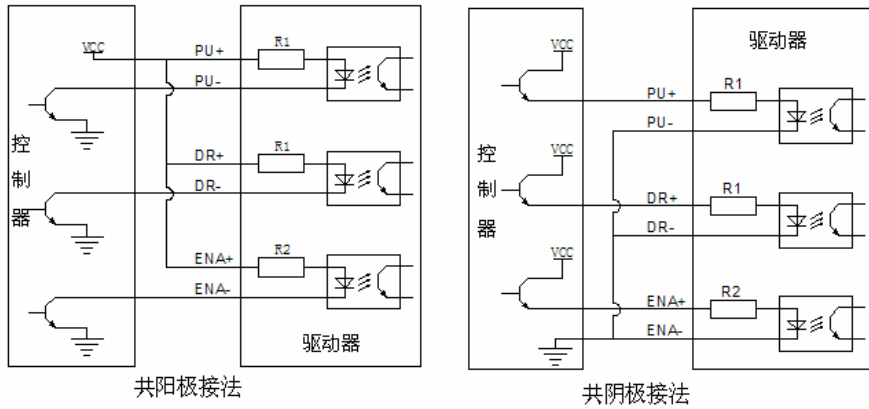 VCC
PU+
R1
PU-
控制器
DR+
R1
DR-
ENA+
R2
ENA-
驱动器
共阳极接法
VCC
驱动器
PU+
R1
PU-
控制器
VCC
DR+
R1
DR-
VCC
ENA+
R2
ENA-
共阴极接法